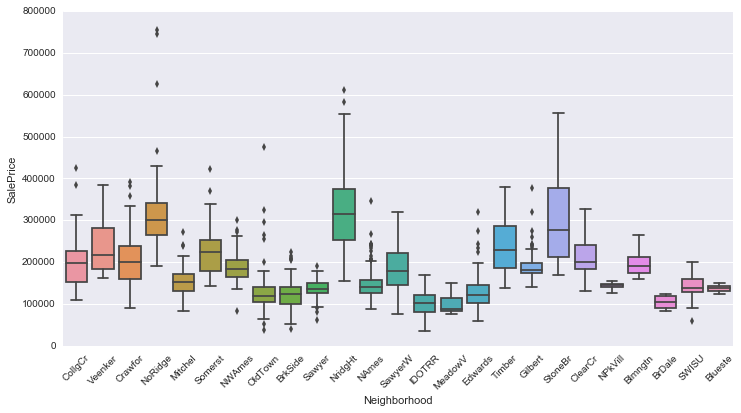 SalePrice
800000
700000
600000
500000
400000
300000
200000
100000
0
CollgCr
Veenker
Crawfor
NoRidge
Mitchel
Somerst
NWAmes
OldTown
BrkSide
Sawyer
NridgHt
NAmes
SawyerW
IDOTRR
MeadowV
Edwards
Timber
Gilbert
StoneBr
ClearCr
NPkVill
Blmngtn
BrDale
SWISU
Blueste
Neighborhood